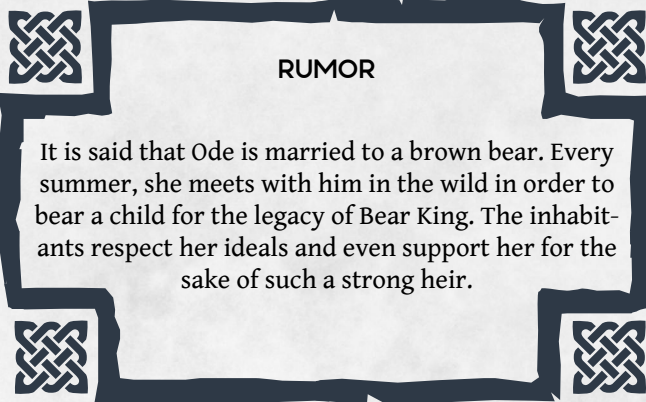 RUMOR
It is said that Ode is married to a brown bear. Every
summer, she meets with him in the wild in order to
bear a child for the legacy of Bear King. The inhabit-
ants respect her ideals and even support her for the
sake of such a strong heir.